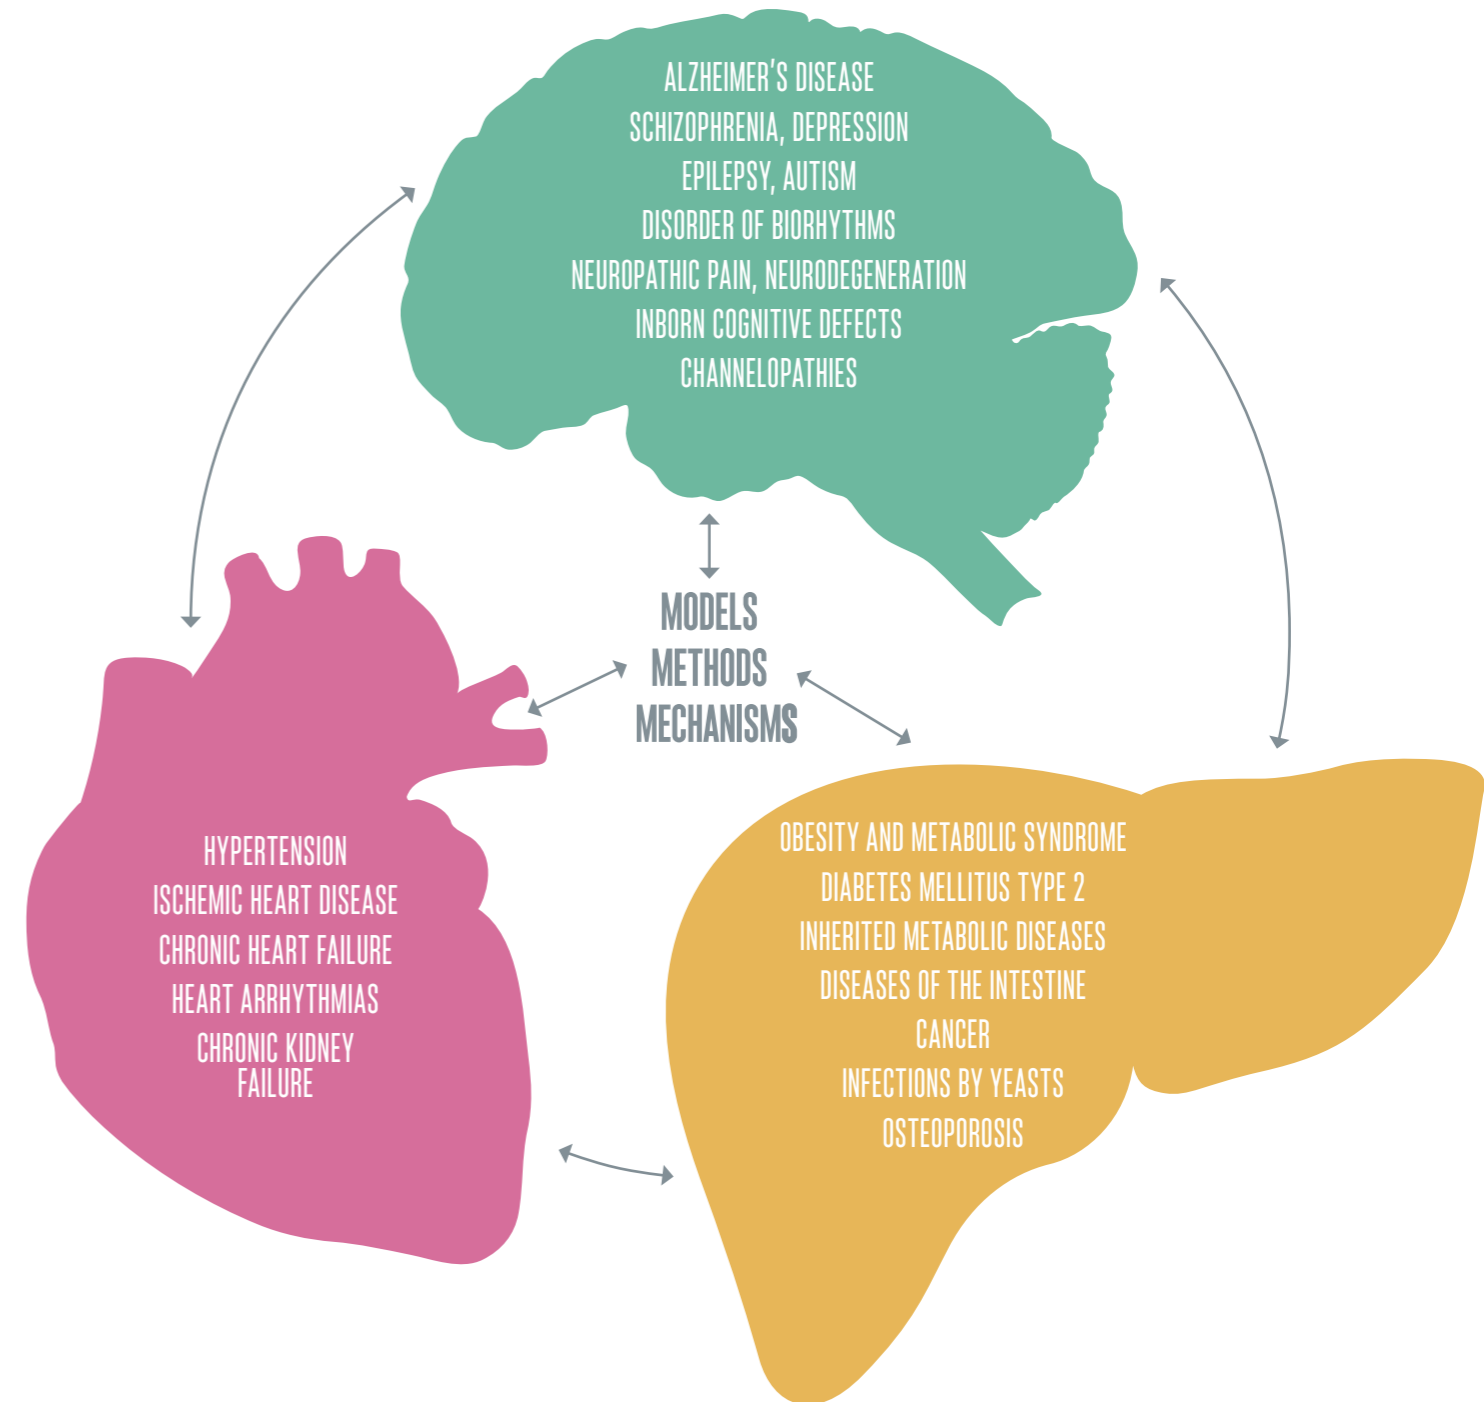 ALZHEIMER'S DISEASE
SCHIZOPHRENIA, DEPRESSION
EPILEPSY, AUTISM
DISORDER OF BIORHYTHMS
NEUROPATHIC PAIN, NEURODEGENERATION
INBORN COGNITIVE DEFECTS
CHANNELOPATHIES
MODELS
METHODS
MECHANISMS
HYPERTENSION
ISCHEMIC HEART DISEASE
CHRONIC HEART FAILURE
HEART ARRHYTHMIAS
CHRONIC KIDNEY
FAILURE
OBESITY AND METABOLIC SYNDROME
DIABETES MELLITUS TYPE 2
INHERITED METABOLIC DISEASES
DISEASES OF THE INTESTINE
CANCER
INFECTIONS BY YEASTS
OSTEOPOROSIS